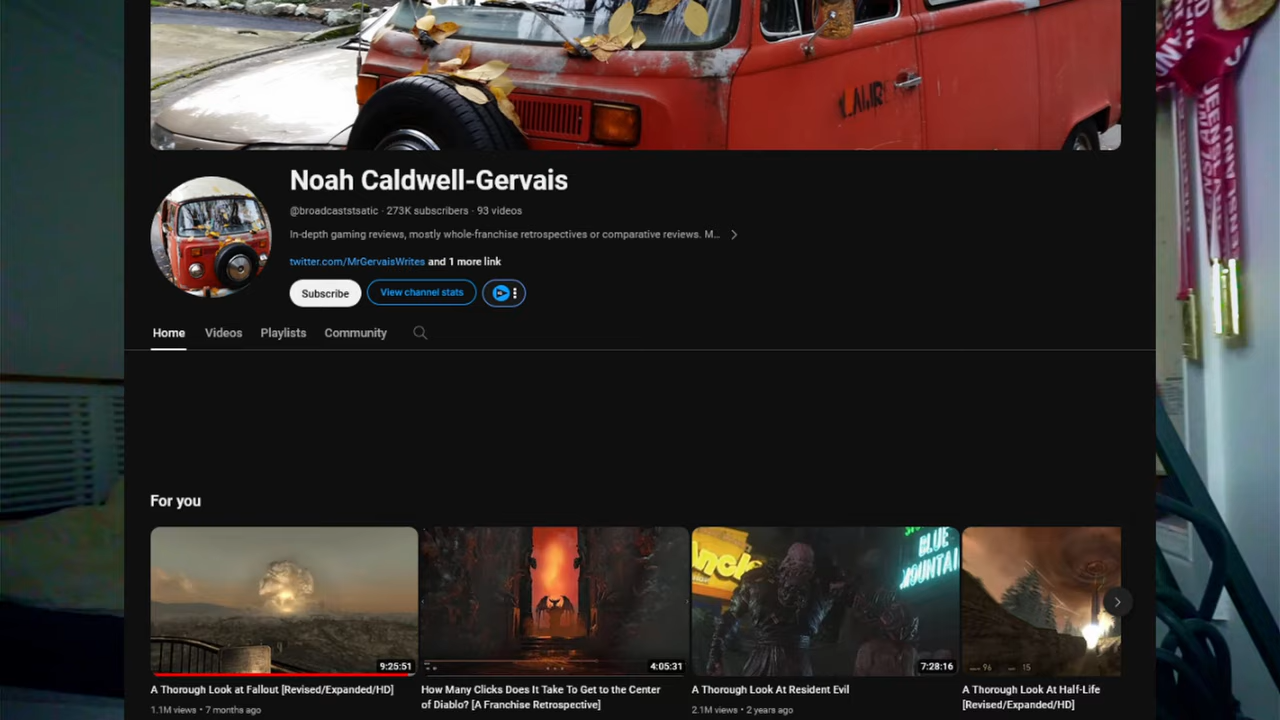 Noah Caldwell-Gervais
@broadcaststsatic · 273K subscribers · 93 videos
In-depth gaming reviews, mostly whole-franchise retrospectives or comparative reviews. M...
twitter.com/MrGervaisWrites and 1 more link
Subscribe
View channel stats
Home Videos Playlists Community
For you
BLUE
MOUNTAI
9:25:51
4:05:31
7:28:16
96 15
A Thorough Look at Fallout [Revised/Expanded/HD]
How Many Clicks Does It Take To Get to the Center
of Diablo? [A Franchise Retrospective]
A Thorough Look At Resident Evil
A Thorough Look At Half-Life
[Revised/Expanded/HD]
1.1M views • 7 months ago
2.1M views • 2 years ago